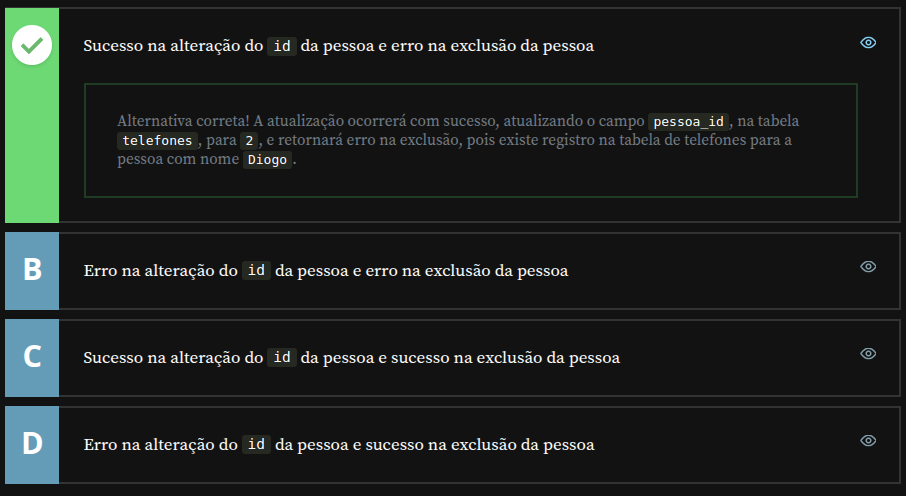 Sucesso na alteração do id da pessoa e erro na exclusão da pessoa
Alternativa correta! A atualização ocorrerá com sucesso, atualizando o campo pessoa_id, na tabela
telefones, para 2, e retornará erro na exclusão, pois existe registro na tabela de telefones para a
pessoa com nome Diogo.
B
Erro na alteração do id da pessoa e erro na exclusão da pessoa
C
Sucesso na alteração do id da pessoa e sucesso na exclusão da pessoa
D
Erro na alteração do id da pessoa e sucesso na exclusão da pessoa